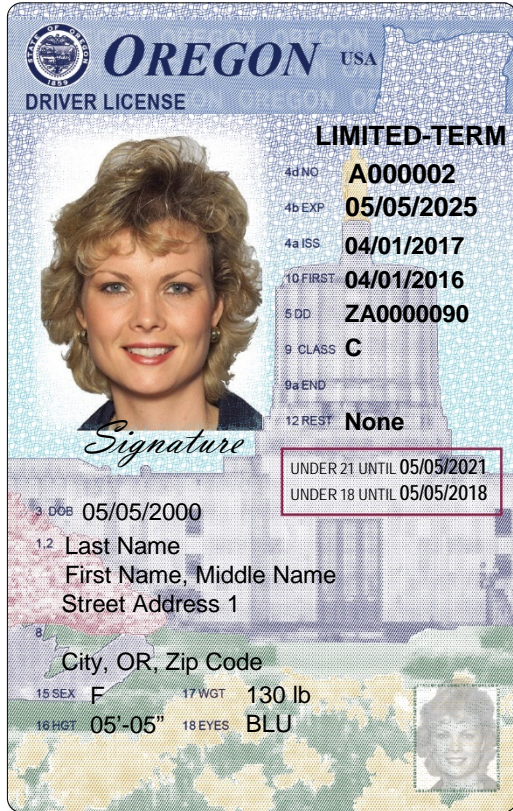 STATE OF OREGON
1859
OREGON USA
DRIVER LICENSE
LIMITED-TERM
4d NO A000002
4b EXP 05/05/2025
4a ISS 04/01/2017
10 FIRST 04/01/2016
5 DD ZA0000090
9 CLASS C
9a END
12 REST None
Signature
UNDER 21 UNTIL 05/05/2021
UNDER 18 UNTIL 05/05/2018
3 DOB 05/05/2000
1,2 Last Name
First Name, Middle Name
Street Address 1
8
City, OR, Zip Code
15 SEX F 17 WGT 130 lb
16 HGT 05'-05” 18 EYES BLU